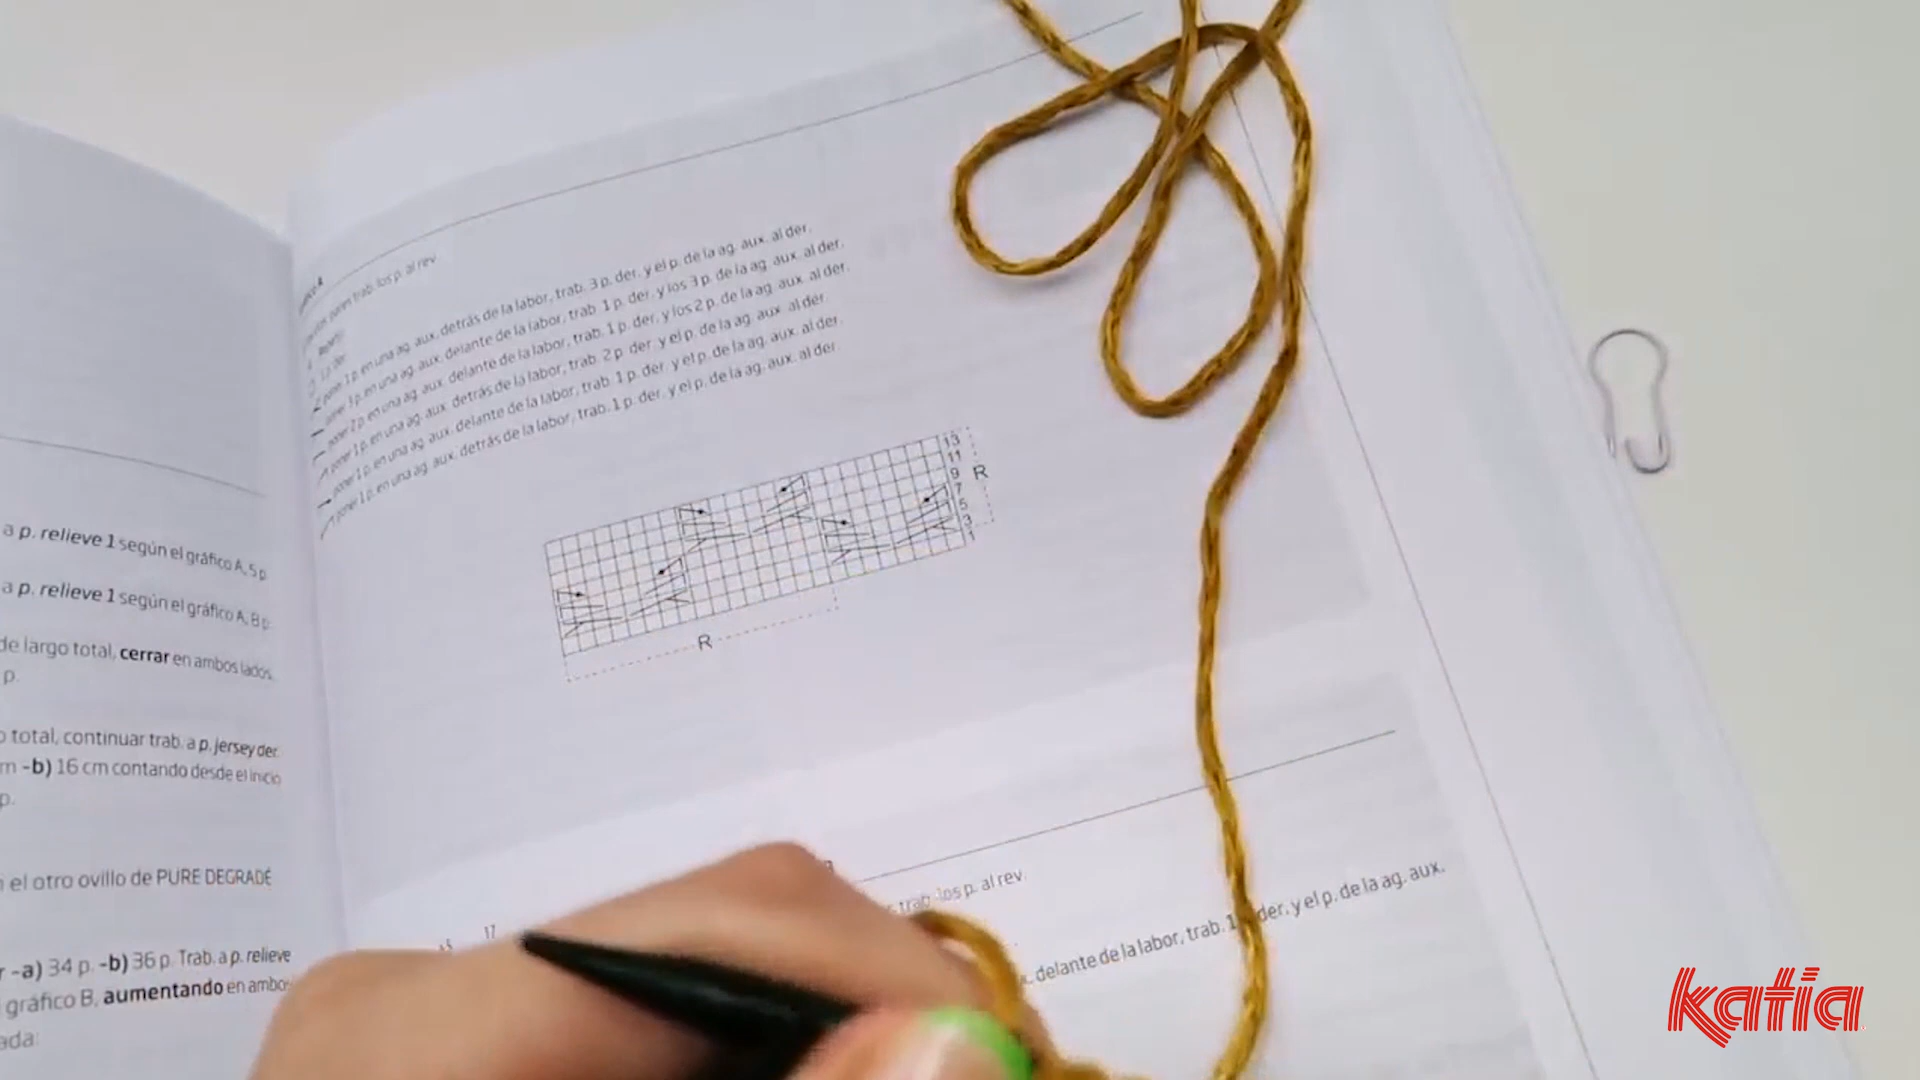 a p. relieve 1 según el gráfico A, 5 p.
a p. relieve 1 según el gráfico A, 8 p.
de largo total, cerrar en ambos lados
p.
total, continuar trab. a p. jersey der.
-b) 16 cm contando desde el inicio
p.
el otro ovillo de PURE DEGRADÉ
-a) 34 p. -b) 36 p. Trab. a p. relieve
gráfico B, aumentando en ambos
ada:
pares trab. los p. al rev.
poner 1 p. en una ag. aux. detrás de la labor, trab. 3 p. der. y el p. de la ag. aux. al der.
poner 3 p. en una ag. aux. delante de la labor, trab. 1 p. der. y los 3 p. de la ag. aux. al der.
poner 2 p. en una ag. aux. delante de la labor, trab. 1 p. der. y los 2 p. de la ag. aux. al der.
poner 1 p. en una ag. aux. detrás de la labor, trab. 2 p. der. y el p. de la ag. aux. al der.
poner 1 p. en una ag. aux. delante de la labor, trab. 1 p. der. y el p. de la ag. aux. al der.
poner 1 p. en una ag. aux. detrás de la labor, trab. 1 p. der. y el p. de la ag. aux. al der.
13
11
9
7
5
3
1
R
R
trab. los p. al rev.
17
delante de la labor, trab. 1 der. y el p. de la ag. aux.
katia